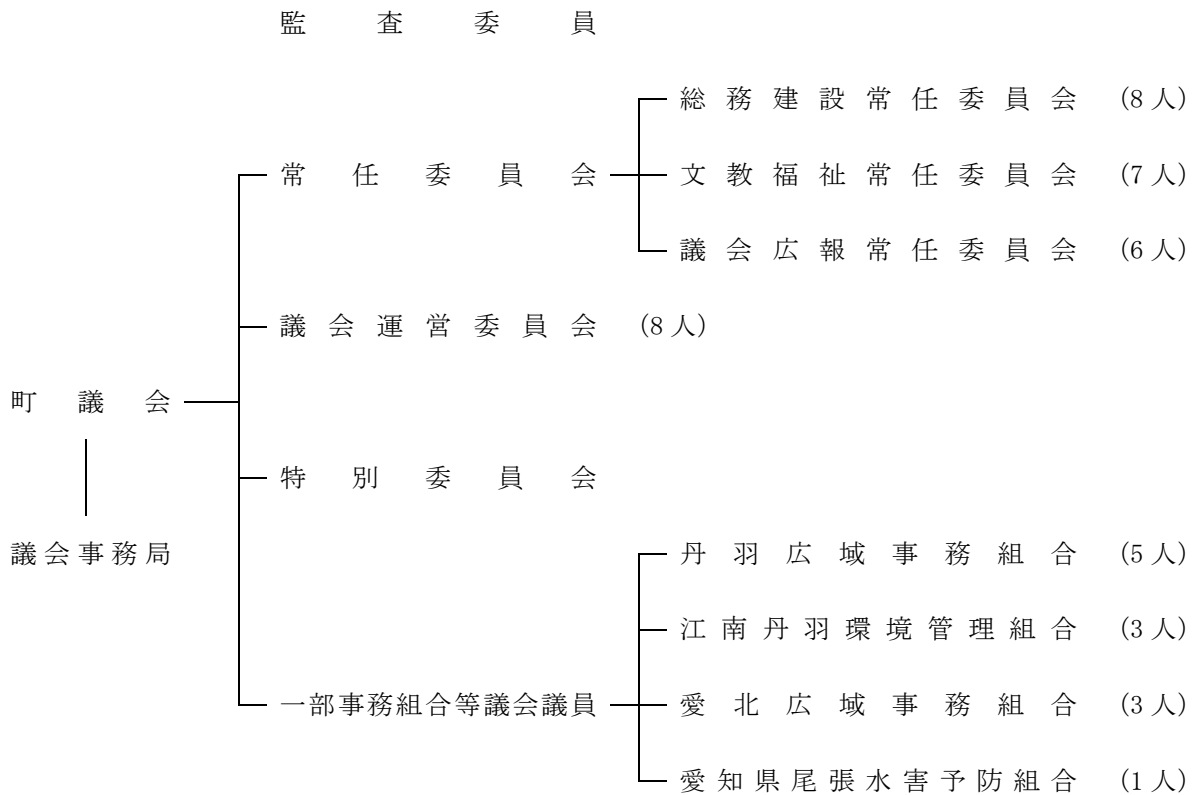 監査委員
総務建設常任委員会 (8人)
常任委員会 文教福祉常任委員会 (7人)
議会広報常任委員会 (6人)
議会運営委員会 (8人)
町議会
特別委員会
議会事務局 丹羽広域事務組合 (5人)
江南丹羽環境管理組合 (3人)
一部事務組合等議会議員 愛北広域事務組合 (3人)
愛知県尾張水害予防組合 (1人)